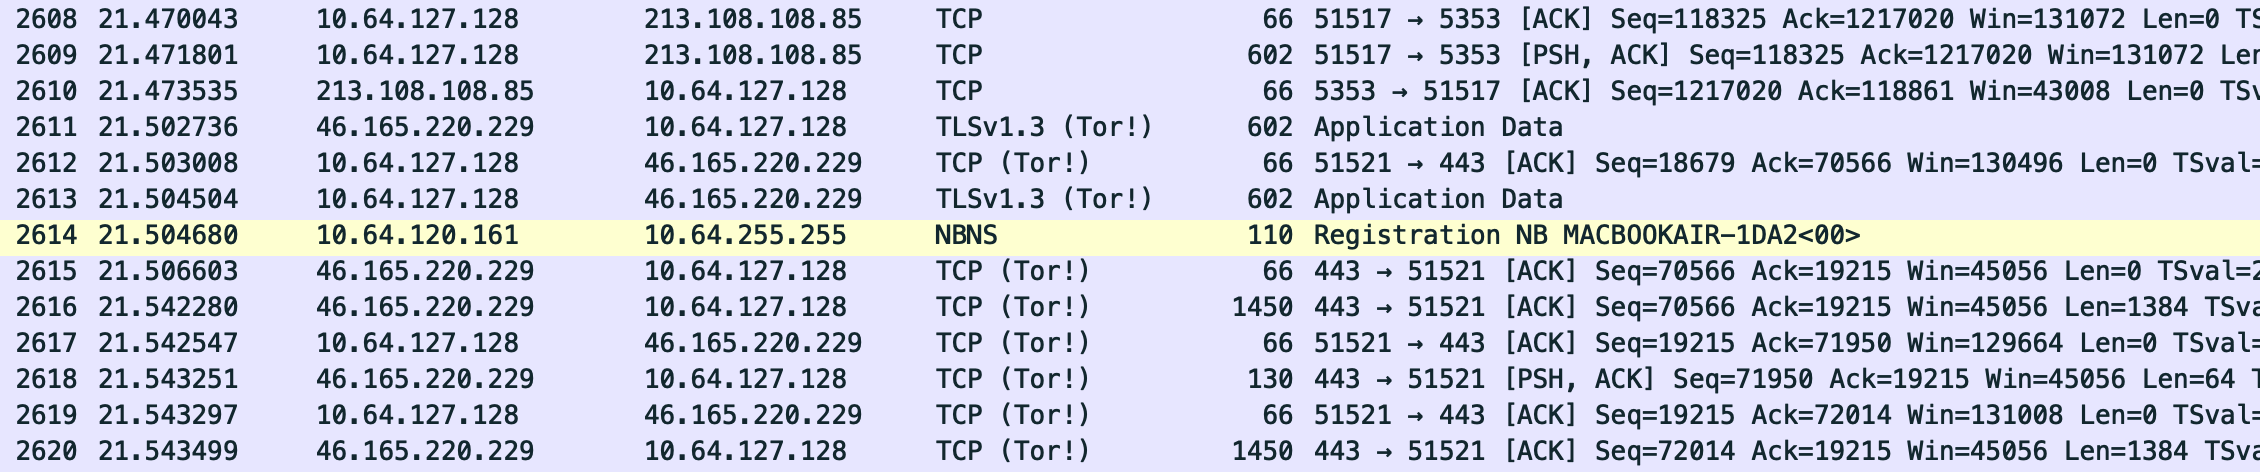 2608 21.470043 10.64.127.128 213.108.108.85 TCP 66 51517 → 5353 [ACK] Seq=118325 Ack=1217020 Win=131072 Len=0 TS
2609 21.471801 10.64.127.128 213.108.108.85 TCP 602 51517 → 5353 [PSH, ACK] Seq=118325 Ack=1217020 Win=131072 Len
2610 21.473535 213.108.108.85 10.64.127.128 TCP 66 5353 → 51517 [ACK] Seq=1217020 Ack=118861 Win=43008 Len=0 TSv
2611 21.502736 46.165.220.229 10.64.127.128 TLSv1.3 (Tor!) 602 Application Data
2612 21.503008 10.64.127.128 46.165.220.229 TCP (Tor!) 66 51521 → 443 [ACK] Seq=18679 Ack=70566 Win=130496 Len=0 TSval=
2613 21.504504 10.64.127.128 46.165.220.229 TLSv1.3 (Tor!) 602 Application Data
2614 21.504680 10.64.120.161 10.64.255.255 NBNS 110 Registration NB MACBOOKAIR-1DA2<00>
2615 21.506603 46.165.220.229 10.64.127.128 TCP (Tor!) 66 443 → 51521 [ACK] Seq=70566 Ack=19215 Win=45056 Len=0 TSval=2
2616 21.542280 46.165.220.229 10.64.127.128 TCP (Tor!) 1450 443 → 51521 [ACK] Seq=70566 Ack=19215 Win=45056 Len=1384 TSva
2617 21.542547 10.64.127.128 46.165.220.229 TCP (Tor!) 66 51521 → 443 [ACK] Seq=19215 Ack=71950 Win=129664 Len=0 TSval=
2618 21.543251 46.165.220.229 10.64.127.128 TCP (Tor!) 130 443 → 51521 [PSH, ACK] Seq=71950 Ack=19215 Win=45056 Len=64 T
2619 21.543297 10.64.127.128 46.165.220.229 TCP (Tor!) 66 51521 → 443 [ACK] Seq=19215 Ack=72014 Win=131008 Len=0 TSval=
2620 21.543499 46.165.220.229 10.64.127.128 TCP (Tor!) 1450 443 → 51521 [ACK] Seq=72014 Ack=19215 Win=45056 Len=1384 TSva